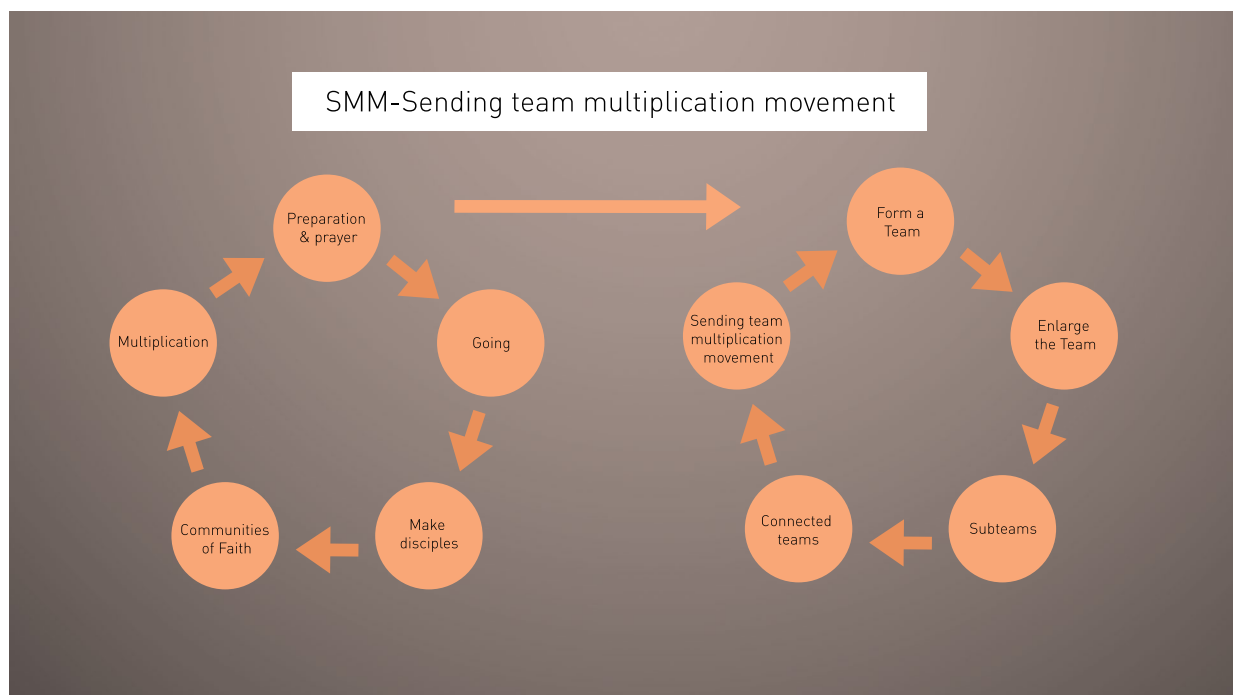 SMM-Sending team multiplication movement
Preparation
& prayer
Going
Make
disciples
Communities
of Faith
Multiplication
Form a
Team
Enlarge
the Team
Subteams
Connected
teams
Sending team
multiplication
movement